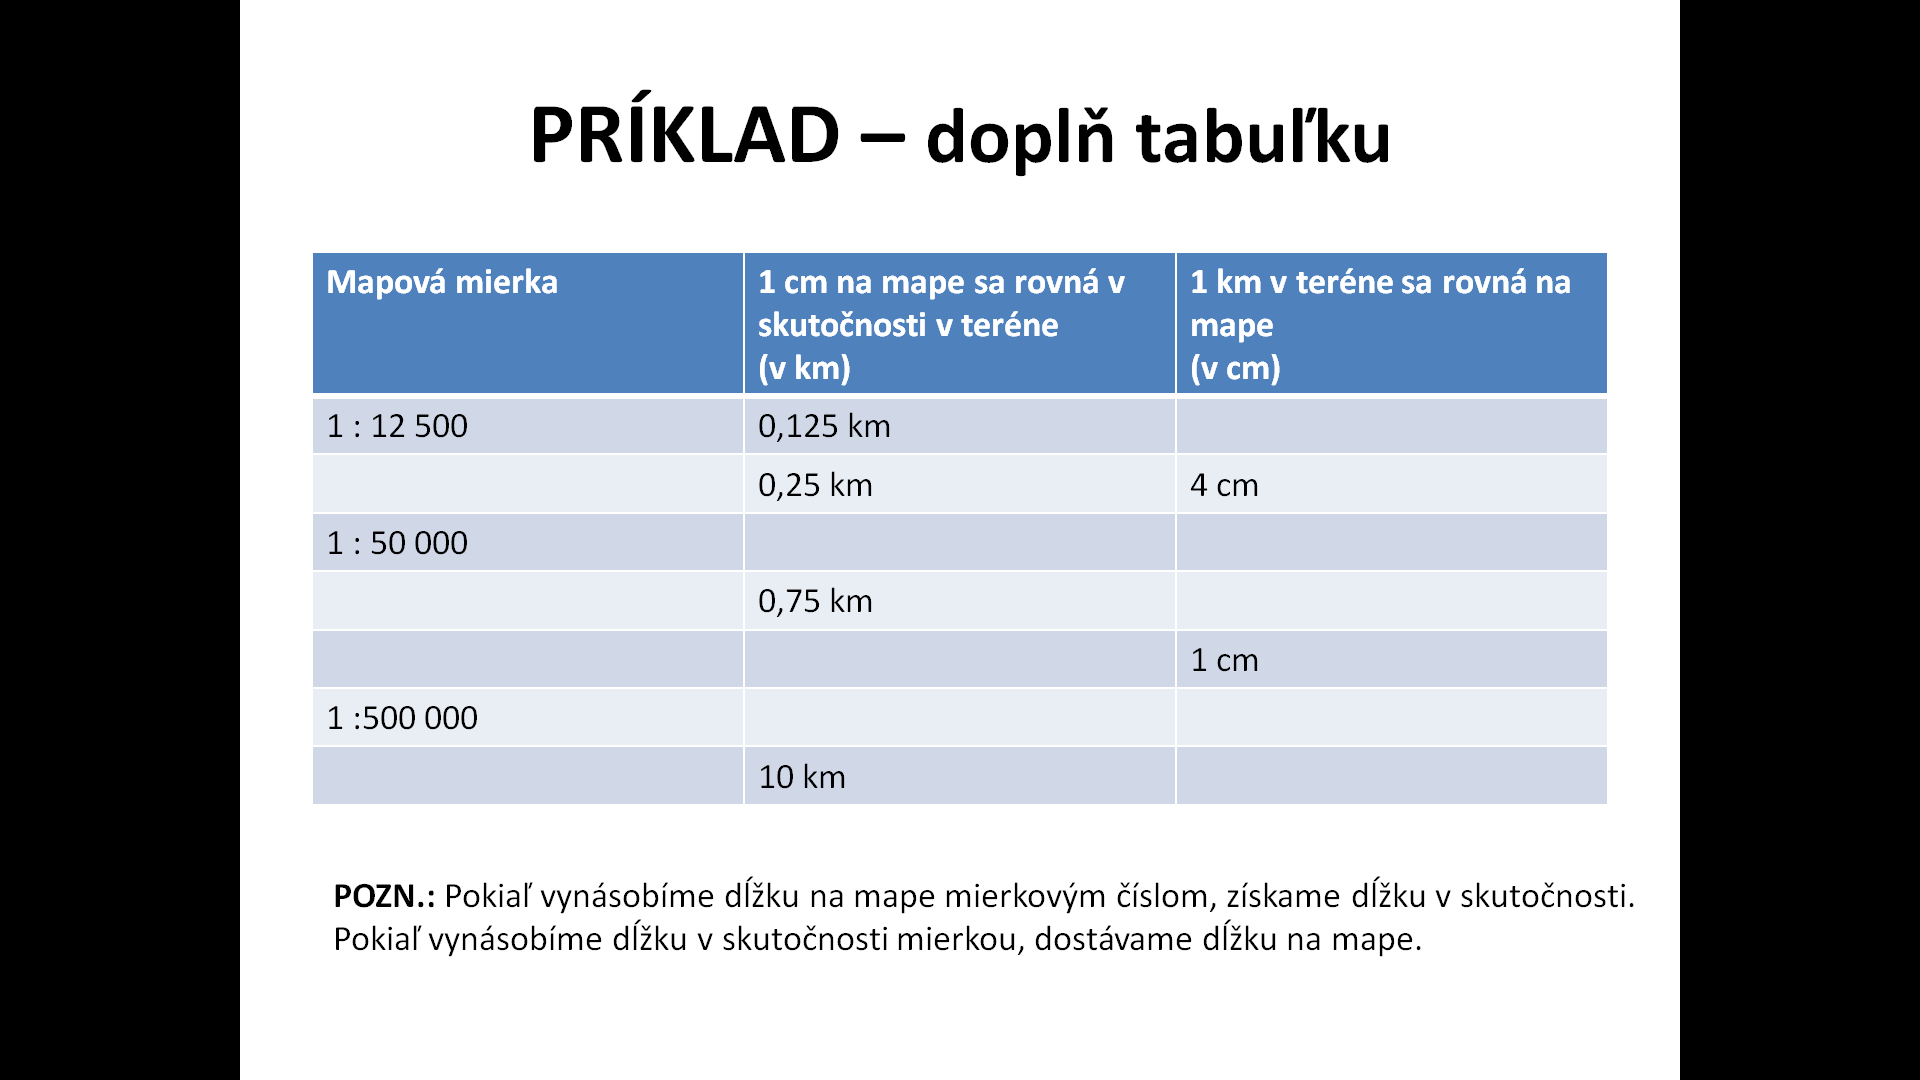 PRÍKLAD – doplň tabuľku
Mapová mierka
1 cm na mape sa rovná v
skutočnosti v teréne
(v km)
1 km v teréne sa rovná na
mape
(v cm)
1 : 12 500
0,125 km
0,25 km
4 cm
1 : 50 000
0,75 km
1 cm
1 :500 000
10 km
POZN.: Pokiaľ vynásobíme dĺžku na mape mierkovým číslom, získame dĺžku v skutočnosti.
Pokiaľ vynásobíme dĺžku v skutočnosti mierkou, dostávame dĺžku na mape.